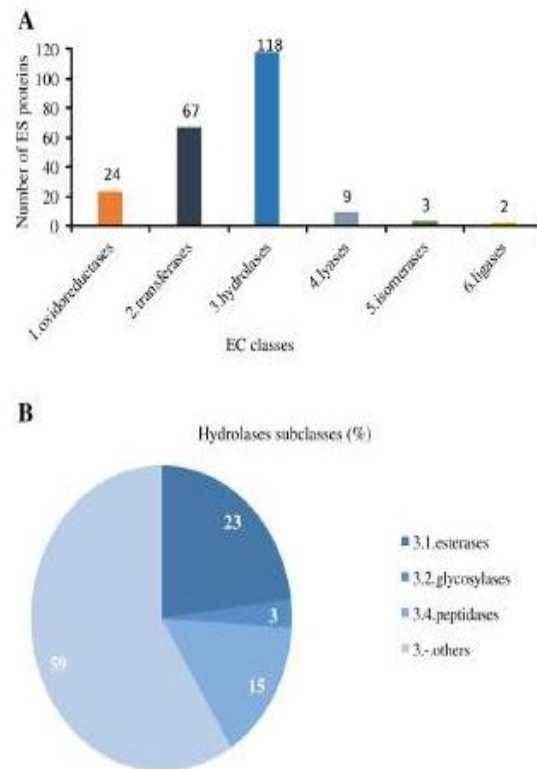 A
Number of ES proteins
120
100
80
60
40
20
0
24
67
118
9
3
2
1.oxidoreductases
2.transferases
3.hydrolases
4.lyases
5.isomerases
6.ligases
EC classes
B
Hydrolases subclasses (%)
23
3
15
59
3.1.esterases
3.2.glycosylases
3.4.peptidases
3.-.others